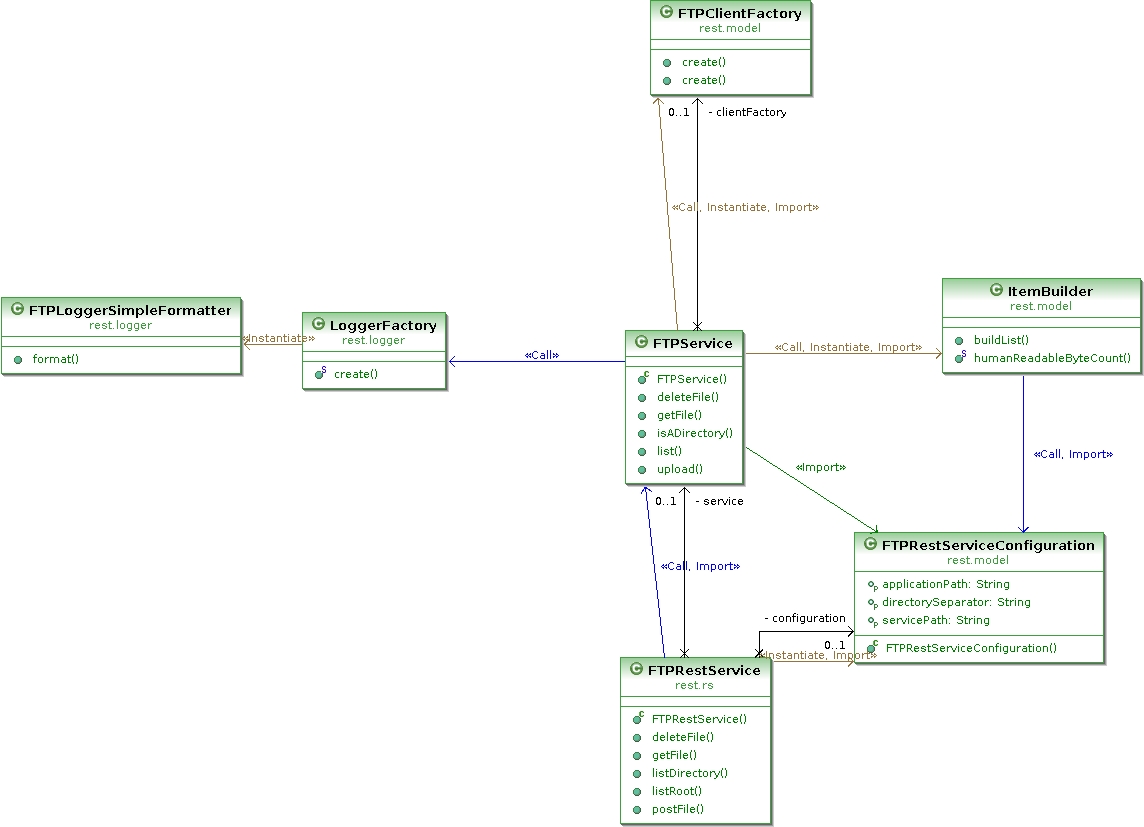 FTPClientFactory
rest.model
create()
create()
0..1
- clientFactory
«Call, Instantiate, Import»
FTPLoggerSimpleFormatter
rest.logger
format()
«Instantiate»
LoggerFactory
rest.logger
create()
«Call»
FTPService
FTPService()
deleteFile()
getFile()
isADirectory()
list()
upload()
«Call, Instantiate, Import»
ItemBuilder
rest.model
buildList()
humanReadableByteCount()
«Call, Import»
«Import»
0..1
- service
«Call, Import»
FTPRestServiceConfiguration
rest.model
applicationPath: String
directorySeparator: String
servicePath: String
FTPRestServiceConfiguration()
- configuration
0..1
«Instantiate, Import»
FTPRestService
rest.rs
FTPRestService()
deleteFile()
getFile()
listDirectory()
listRoot()
postFile()